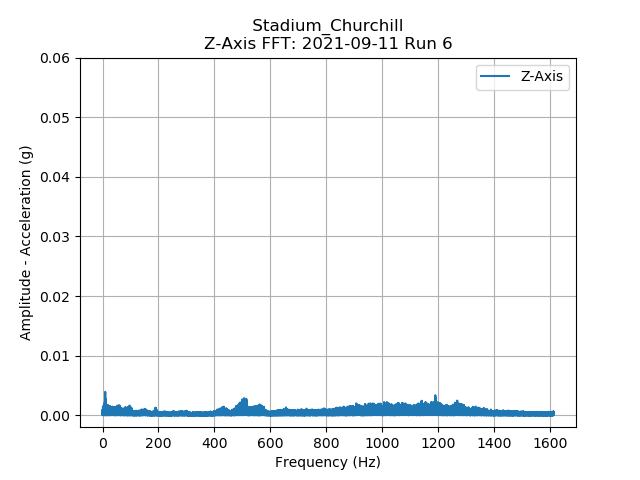 Stadium_Churchill
Z-Axis FFT: 2021-09-11 Run 6
Z-Axis
0.06
0.05
0.04
0.03
0.02
0.01
0.00
Amplitude - Acceleration (g)
0 200 400 600 800 1000 1200 1400 1600
Frequency (Hz)